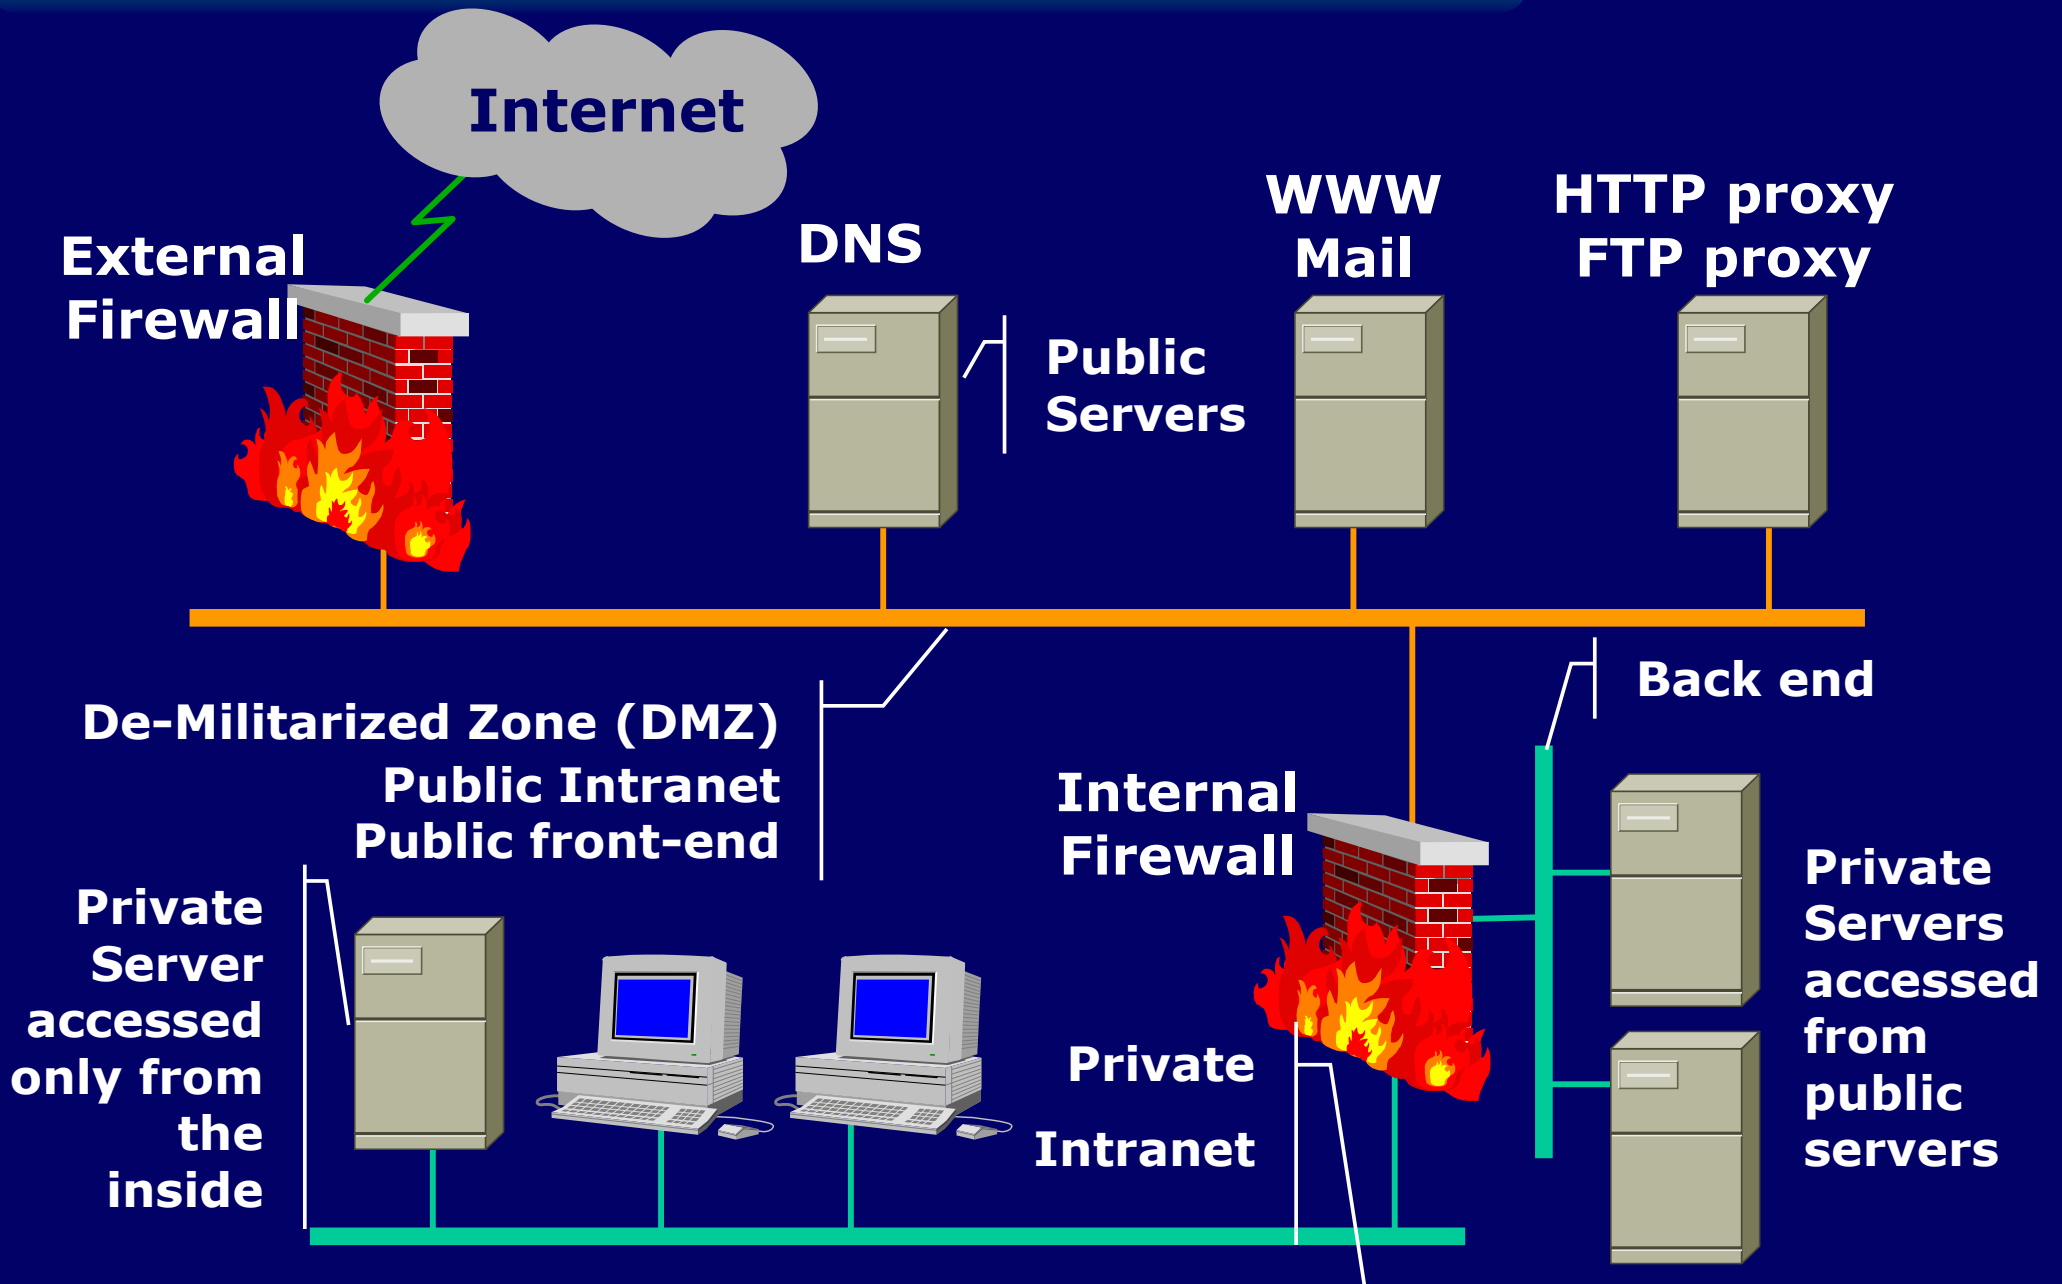 Internet
External
Firewall
DNS
WWW
Mail
HTTP proxy
FTP proxy
Public
Servers
De-Militarized Zone (DMZ)
Public Intranet
Public front-end
Back end
Internal
Firewall
Private
Server
accessed
only from
the
inside
Private
Intranet
Private
Servers
accessed
from
public
servers